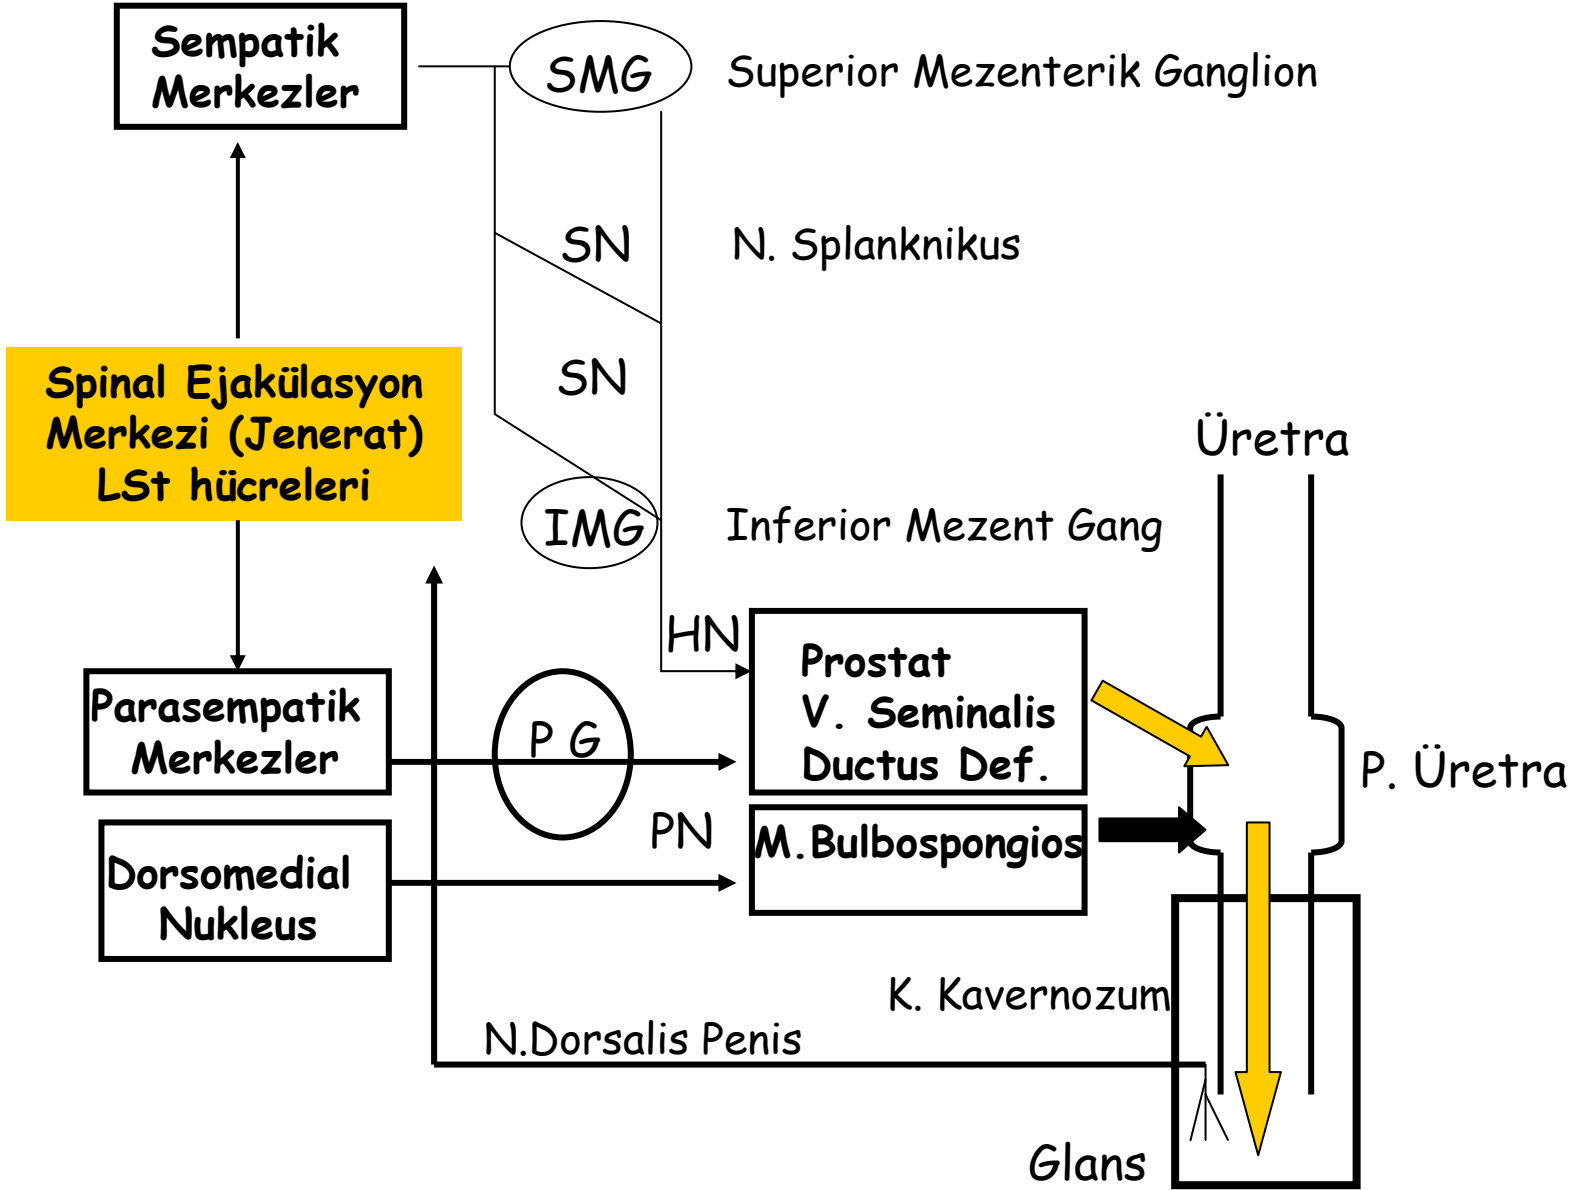 Sempatik
Merkezler
SMG
Superior Mezenterik Ganglion
SN
N. Splanknikus
SN
Spinal Ejakülasyon
Merkezi (Jenerat)
LSt hücreleri
Üretra
IMG
Inferior Mezent Gang
HN
Prostat
V. Seminalis
Ductus Def.
Parasempatik
Merkezler
P G
P. Üretra
PN
M.Bulbospongios
Dorsomedial
Nukleus
K. Kavernozum
N.Dorsalis Penis
Glans